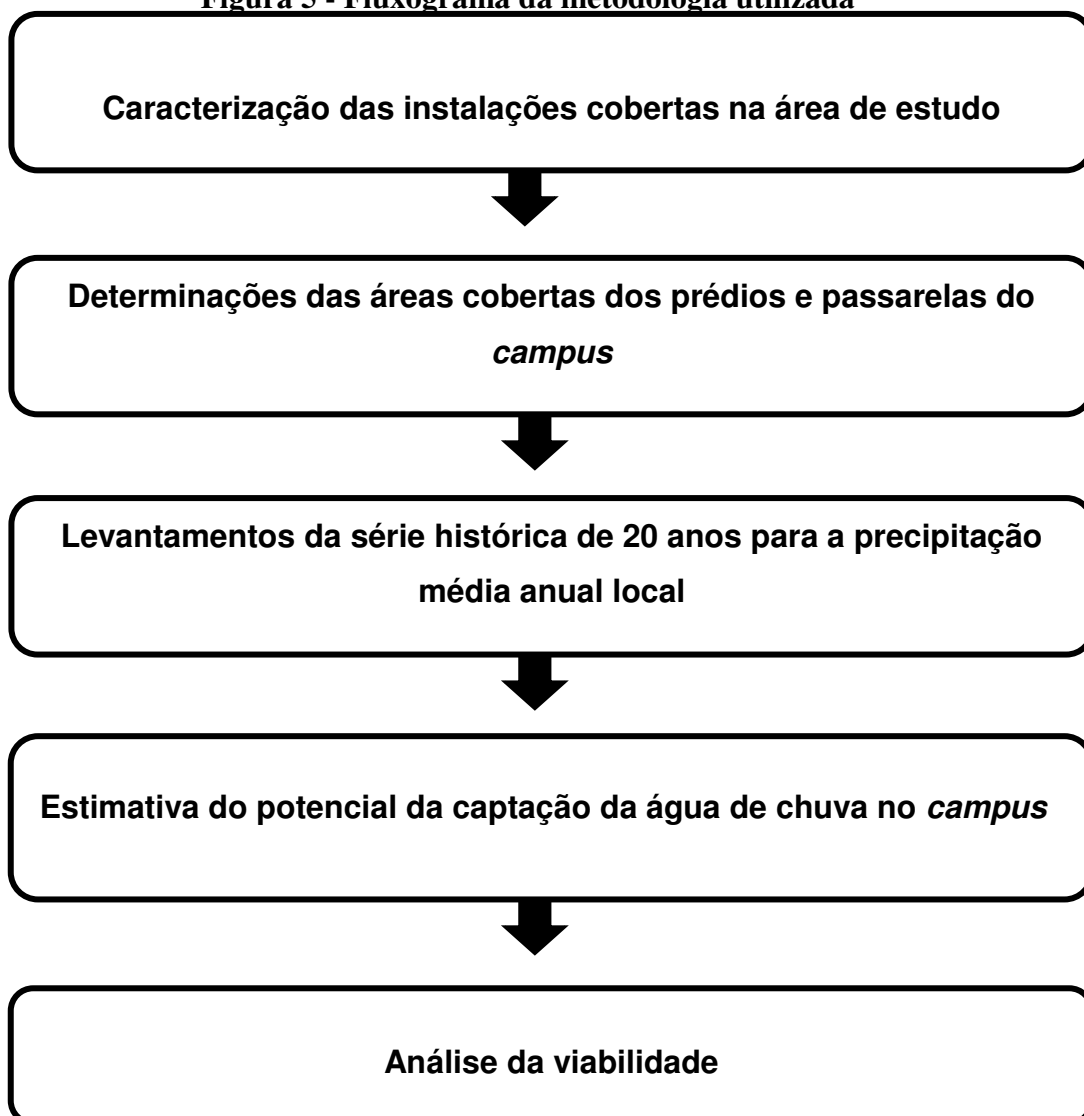 Figura 5 - Fluxograma da metodologia utilizada
Caracterização das instalações cobertas na área de estudo
Determinações das áreas cobertas dos prédios e passarelas do
campus
Levantamentos da série histórica de 20 anos para a precipitação
média anual local
Estimativa do potencial da captação da água de chuva no campus
Análise da viabilidade